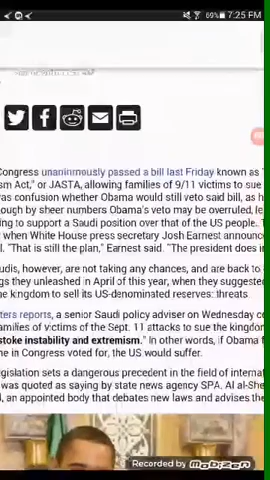 69% 7:25 PM
Congress unanimously passed a bill last Friday known as
sm Act," or JASTA, allowing families of 9/11 victims to sue
as confusion whether Obama would still veto said bill, as h
ough by sheer numbers Obama's veto may be overruled, le
ing to support a Saudi position over that of the US people.
when White House press secretary Josh Earnest announc
l. "That is still the plan," Earnest said. "The president does i
udis, however, are not taking any chances, and are back to
gs they unleashed in April of this year, when they suggested
he kingdom to sell its US-denominated reserves: threats
ters reports, a senior Saudi policy adviser on Wednesday co
amilies of victims of the Sept. 11 attacks to sue the kingdom
stoke instability and extremism." In other words, if Obama f
ne in Congress voted for, the US would suffer.
egislation sets a dangerous precedent in the field of internat
was quoted as saying by state news agency SPA. Al al-She
d, an appointed body that debates new laws and advises the
Recorded by MOBIZEN